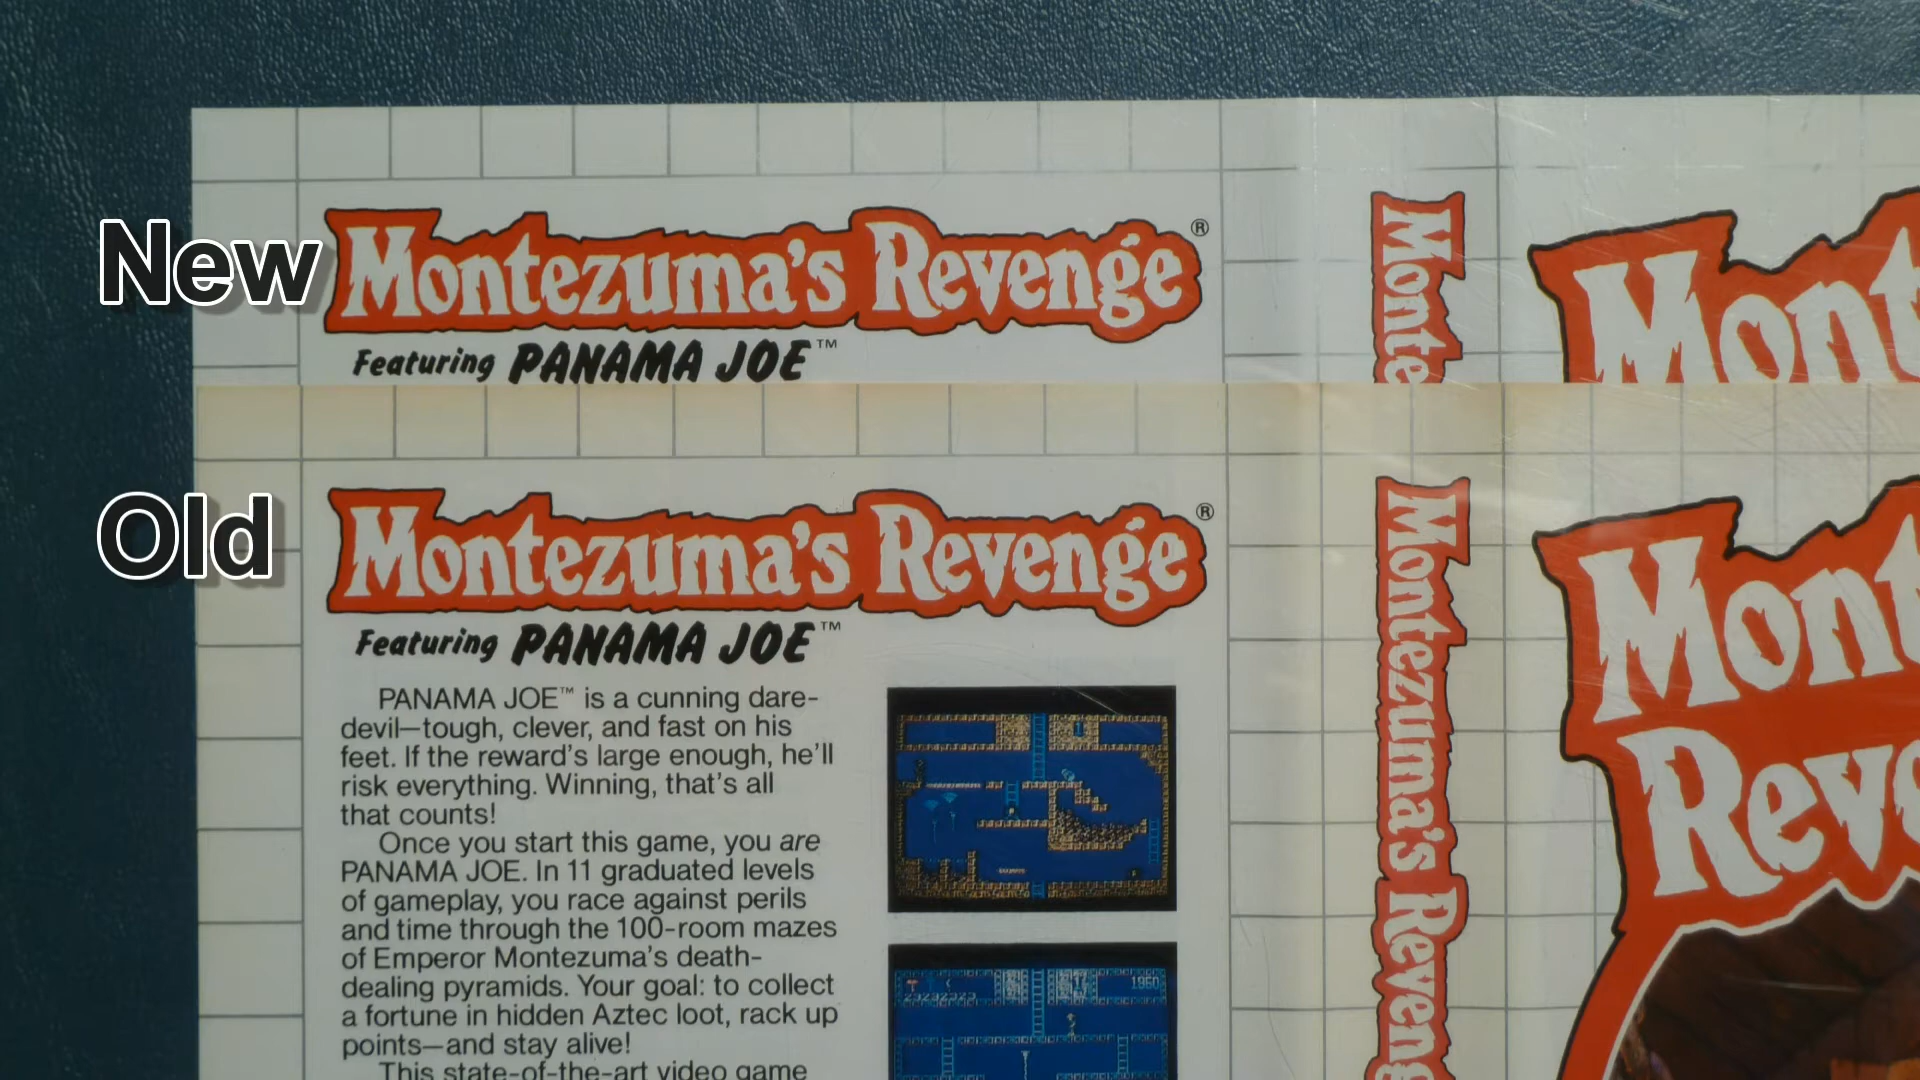 New
Montezuma's Revenge®
Featuring PANAMA JOE™
Monte
Mont
Old
Montezuma's Revenge®
Featuring PANAMA JOE™
PANAMA JOE™ is a cunning dare-
devil—tough, clever, and fast on his
feet. If the reward's large enough, he'll
risk everything. Winning, that's all
that counts!
Once you start this game, you are
PANAMA JOE. In 11 graduated levels
of gameplay, you race against perils
and time through the 100-room mazes
of Emperor Montezuma's death-
dealing pyramids. Your goal: to collect
a fortune in hidden Aztec loot, rack up
points—and stay alive!
This state-of-the-art video game
1960
Montezuma's Reveng
Mont
Reve